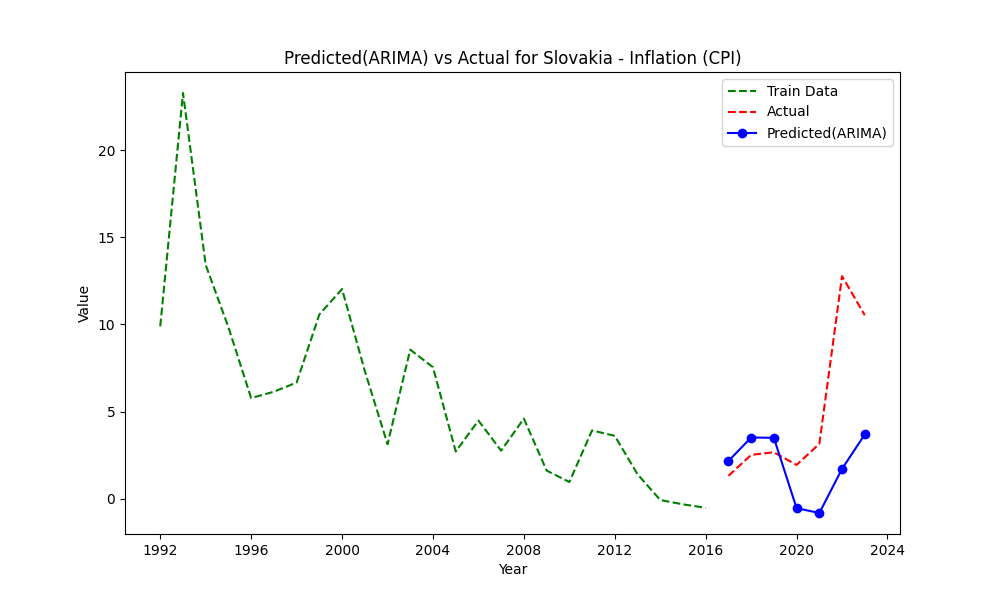 Predicted(ARIMA) vs Actual for Slovakia - Inflation (CPI)
Train Data
Actual
Predicted(ARIMA)
20
15
10
5
0
Value
1992 1996 2000 2004 2008 2012 2016 2020 2024
Year